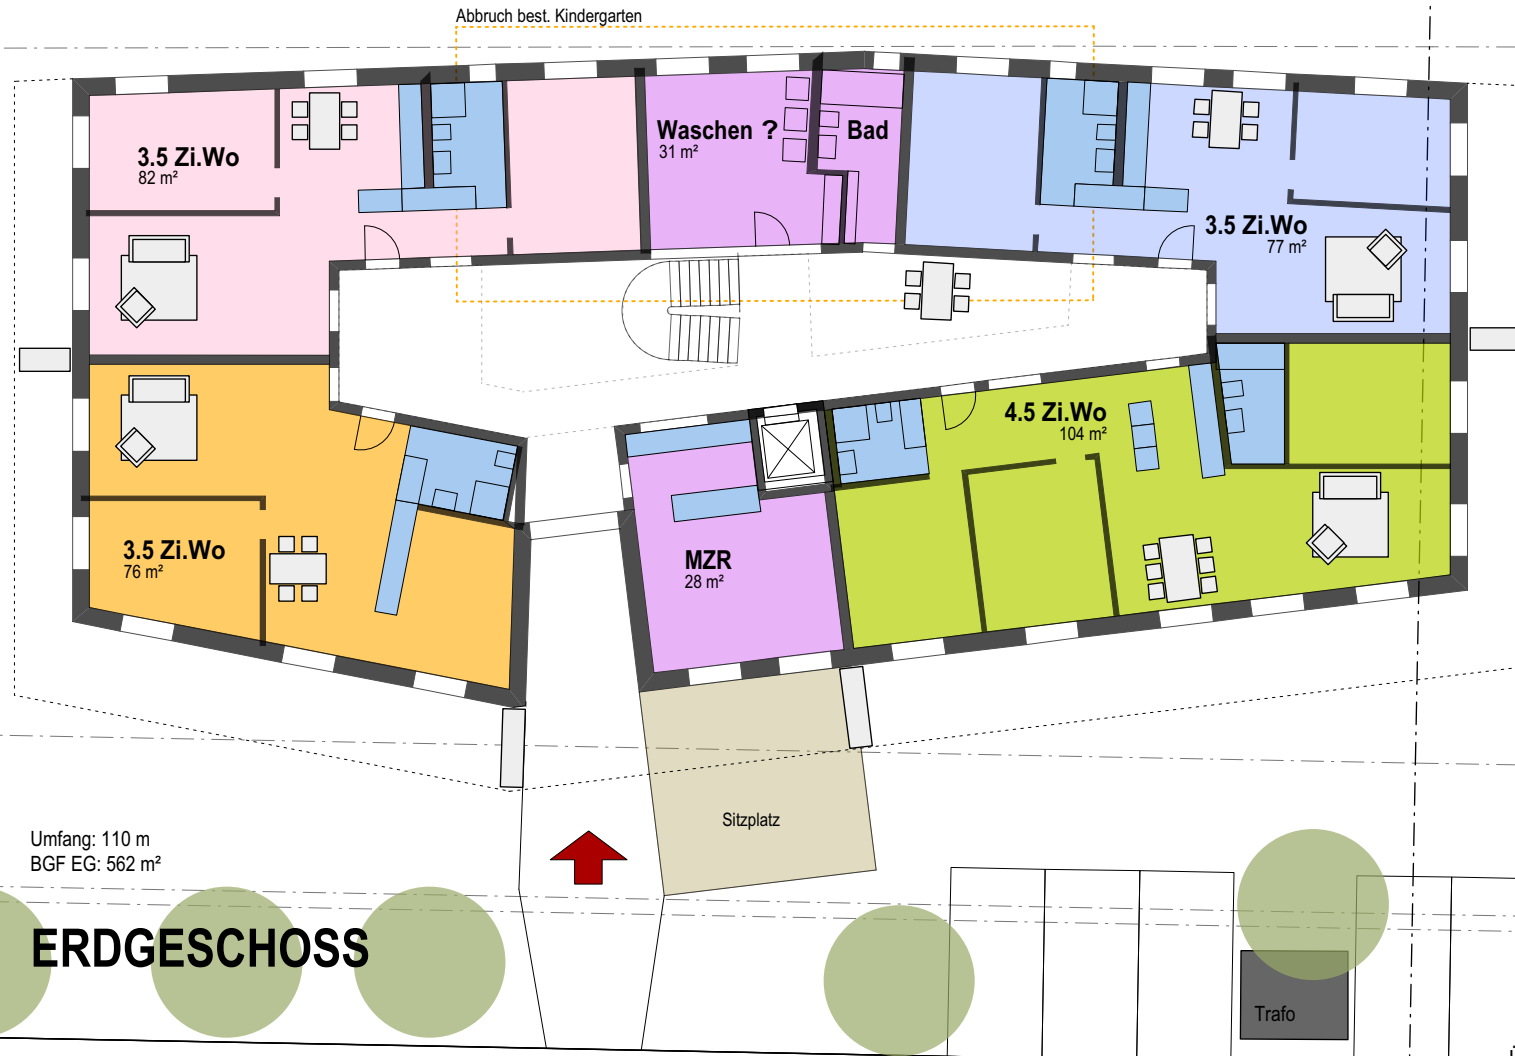 Abbruch best. Kindergarten
3.5 Zi.Wo
82 m²
Waschen ?
31 m²
Bad
3.5 Zi.Wo
77 m²
4.5 Zi.Wo
104 m²
3.5 Zi.Wo
76 m²
MZR
28 m²
Sitzplatz
Umfang: 110 m
BGF EG: 562 m²
ERDGESCHOSS
Trafo